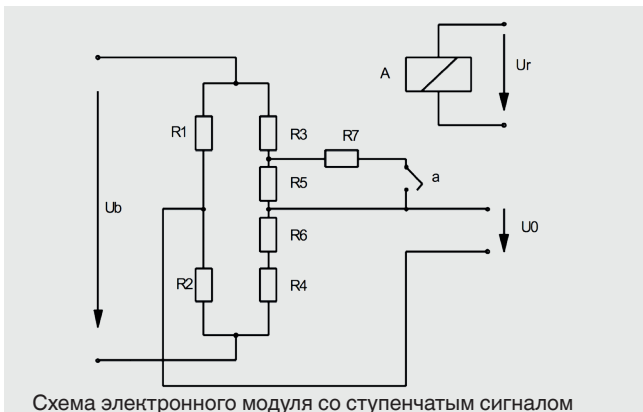 A
Ur
R1
R3
R7
R5
a
Ub
R6
U0
R2
R4
Схема электронного модуля со ступенчатым сигналом